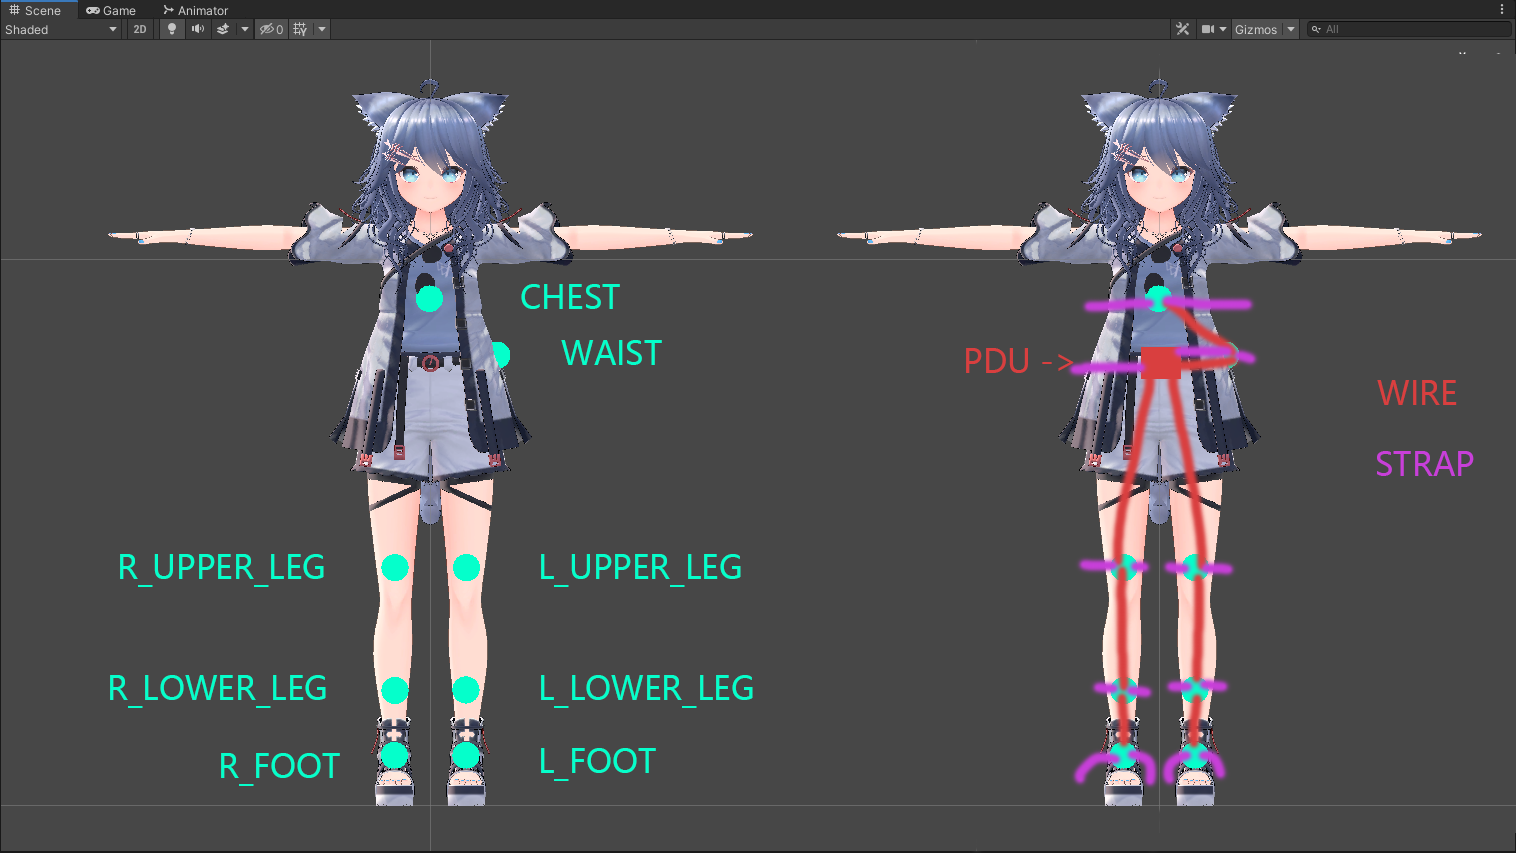 Scene Game Animator
Shaded 2D 0 Gizmos All
CHEST
WAIST
PDU ->
WIRE
STRAP
R_UPPER_LEG L_UPPER_LEG
R_LOWER_LEG L_LOWER_LEG
R_FOOT L_FOOT